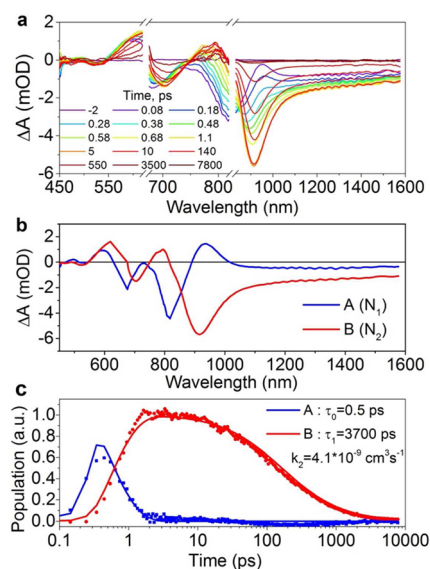 a
ΔA (mOD)
0
-2
-4
-6
Time, ps
-2 0.08 0.18
0.28 0.38 0.48
0.58 0.68 1.1
5 10 140
550 3500 7800
450 550 700 800 1000 1200 1400 1600
Wavelength (nm)
b
ΔA (mOD)
4
2
0
-2
-4
-6
A (N₁)
B (N₂)
600 800 1000 1200 1400 1600
Wavelength (nm)
c
Population (a.u.)
1.0
0.8
0.6
0.4
0.2
0.0
A : τ₀=0.5 ps
B : τ₁=3700 ps
k₂=4.1*10⁻⁹ cm³s⁻¹
0.1 1 10 100 1000 10000
Time (ps)